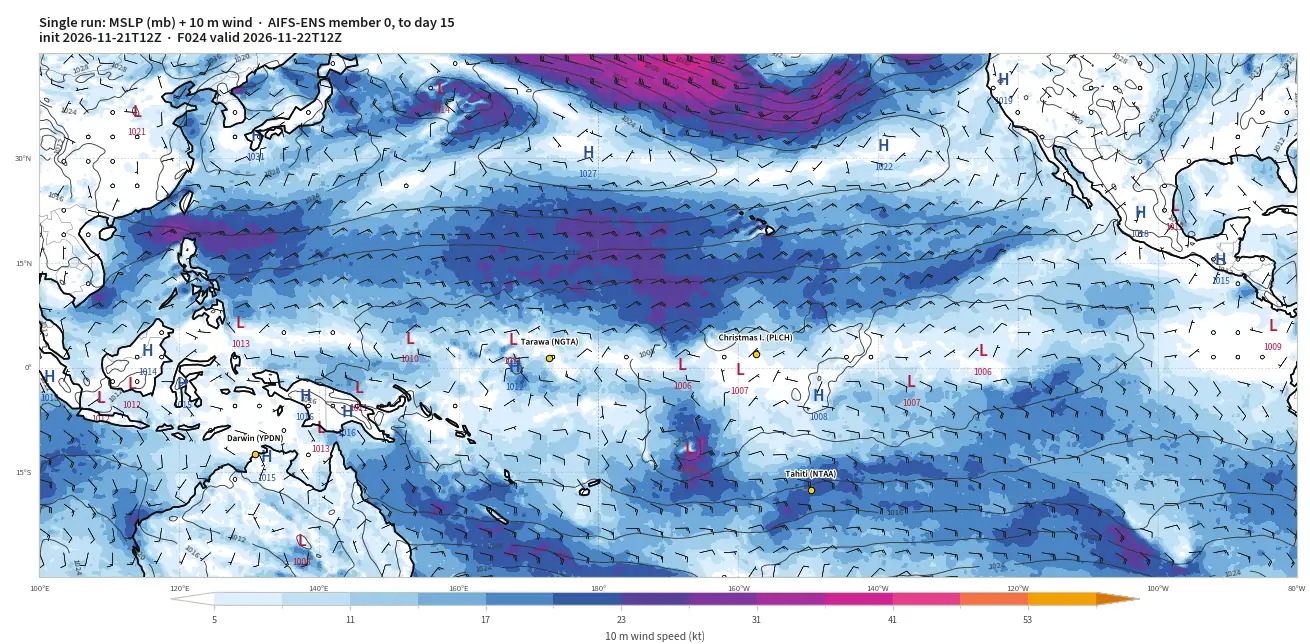 Single run: MSLP (mb) + 10 m wind · AIFS-ENS member 0, to day 15
init 2026-11-21T12Z · F024 valid 2026-11-22T12Z
H
1019
L
1021
H
1031
H
1027
H
1022
30°N
H
1018
L
H
1015
15°N
L
1013
L
1010
L
Tarawa (NGTA)
Christmas I. (PLCH)
L
1009
H
1014
0°
H
L
1006
L
1007
L
1006
L
1007
H
1008
L
1012
L
H
L
H
H
1016
L
1013
Darwin (YPDN)
H
1015
L
15°S
Tahiti (NTAA)
L
100°E
120°E
140°E
160°E
180°
160°W
140°W
120°W
100°W
80°W
5
11
17
23
31
41
53
10 m wind speed (kt)